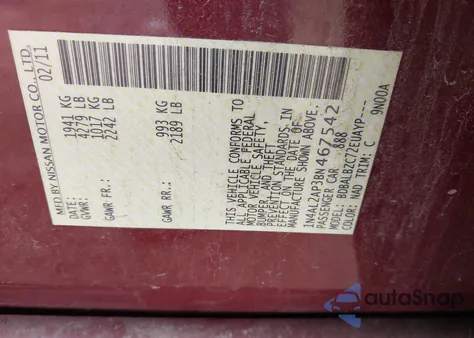 MFD BY NISSAN MOTOR CO., LTD.
02/11
GVWR: 1941 KG
4279 LB
GAWR FR: 1017 KG
2242 LB
GAWR RR: 993 KG
2189 LB
THIS VEHICLE CONFORMS TO
ALL APPLICABLE FEDERAL
MOTOR VEHICLE SAFETY,
BUMPER, AND THEFT
PREVENTION STANDARDS IN
EFFECT ON THE DATE OF
MANUFACTURE SHOWN ABOVE.
1N4AL2AP3BN467542
PASSENGER CAR 868
MODEL: BDBALBZC72EUAYP---
COLOR: NAD TRIM: C 9N00A
autoSnap